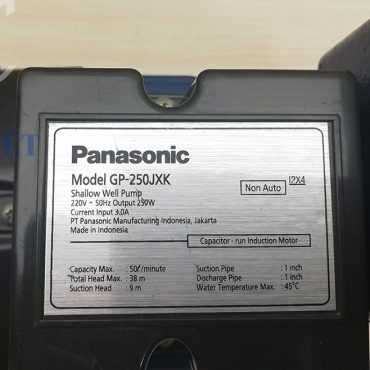 Panasonic
Model GP-250JXK
Non Auto
IPX4
Shallow Well Pump
220V ~ 50Hz Output 250W
Current Input 3.0A
PT Panasonic Manufacturing Indonesia, Jakarta
Made in Indonesia
Capacitor - run Induction Motor
Capacity Max. : 50ℓ/minute
Total Head Max. : 38 m
Suction Head : 9 m
Suction Pipe : 1 inch
Discharge Pipe : 1 inch
Water Temperature Max. : 45°C